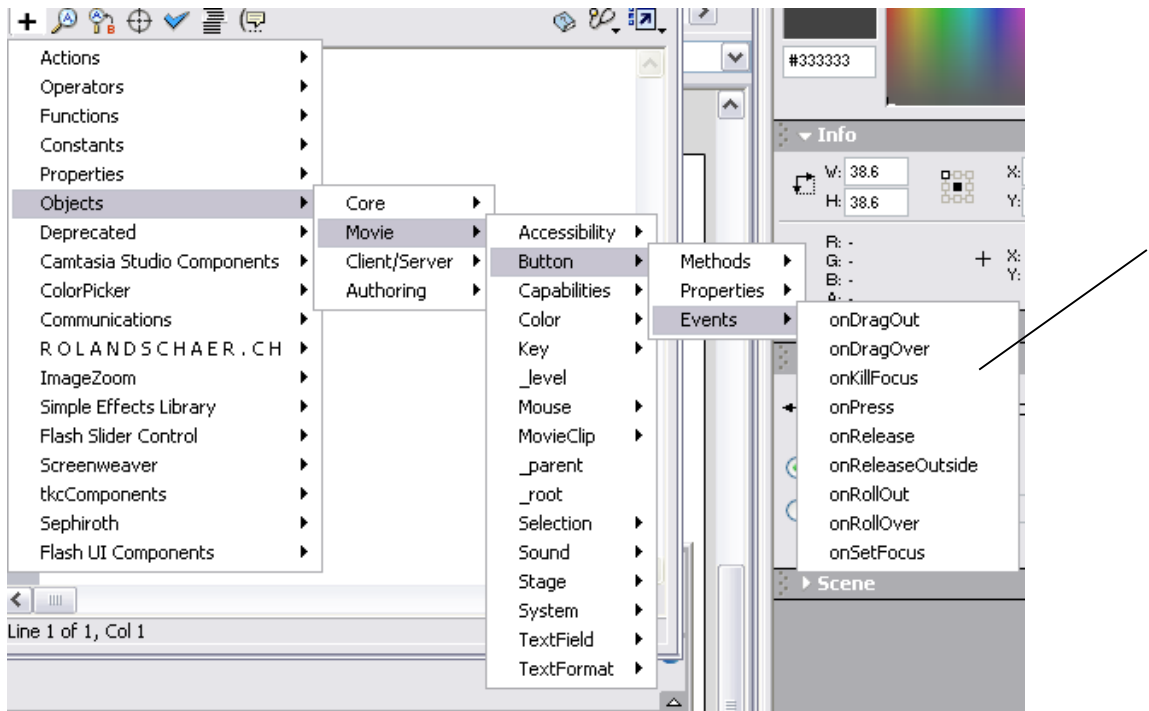 #333333
Actions
Operators
Functions
Constants
Properties
Objects
Deprecated
Camtasia Studio Components
ColorPicker
Communications
ROLANDSCHAER.CH
ImageZoom
Simple Effects Library
Flash Slider Control
Screenweaver
tkcComponents
Sephiroth
Flash UI Components
Line 1 of 1, Col 1
Core
Movie
Client/Server
Authoring
Accessibility
Button
Capabilities
Color
Key
_level
Mouse
MovieClip
_parent
_root
Selection
Sound
Stage
System
TextField
TextFormat
Methods
Properties
Events
onDragOut
onDragOver
onKillFocus
onPress
onRelease
onReleaseOutside
onRollOut
onRollOver
onSetFocus
Info
W: 38.6 X:
H: 38.6 Y:
R: -
G: - + X:
B: - Y:
A: -
Scene